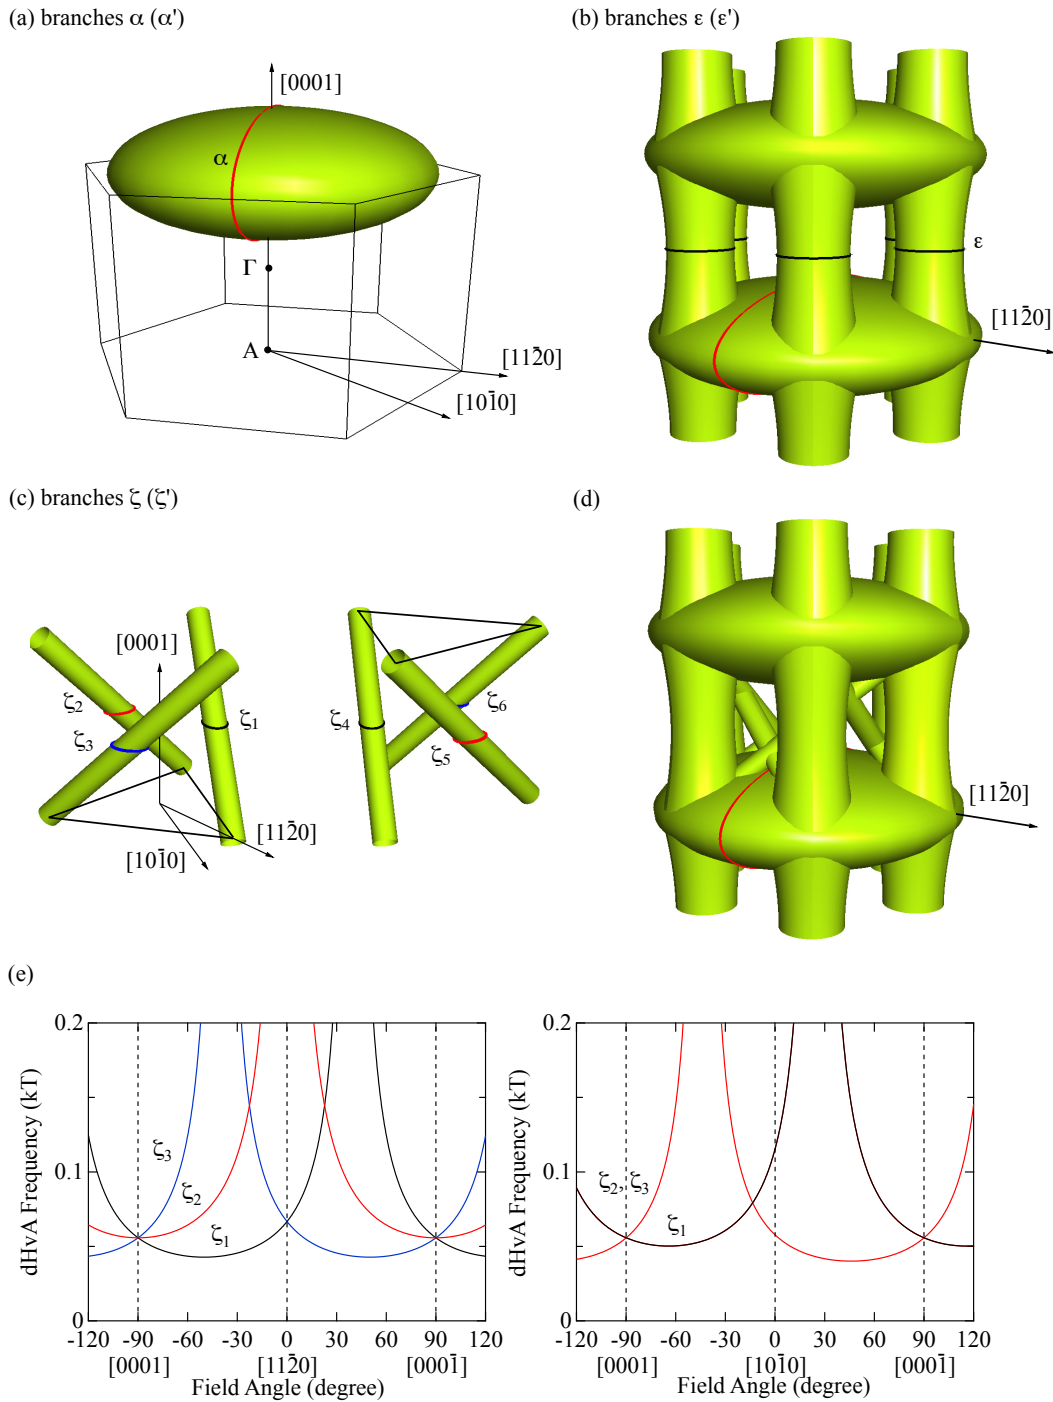 (a) branches α (α')
[0001]
α
Γ
A
[112̄0]
[101̄0]
(b) branches ε (ε')
ε
[112̄0]
(c) branches ζ (ζ')
[0001]
ζ2
ζ3
ζ1
[112̄0]
[101̄0]
ζ4
ζ6
ζ5
(d)
[112̄0]
(e)
dHvA Frequency (kT)
0.2
0.1
0
ζ3
ζ2
ζ1
-120 -90 -60 -30 0 30 60 90 120
[0001] [112̄0] [0001̄]
Field Angle (degree)
dHvA Frequency (kT)
0.2
0.1
0
ζ2, ζ3
ζ1
-120 -90 -60 -30 0 30 60 90 120
[0001] [101̄0] [0001̄]
Field Angle (degree)